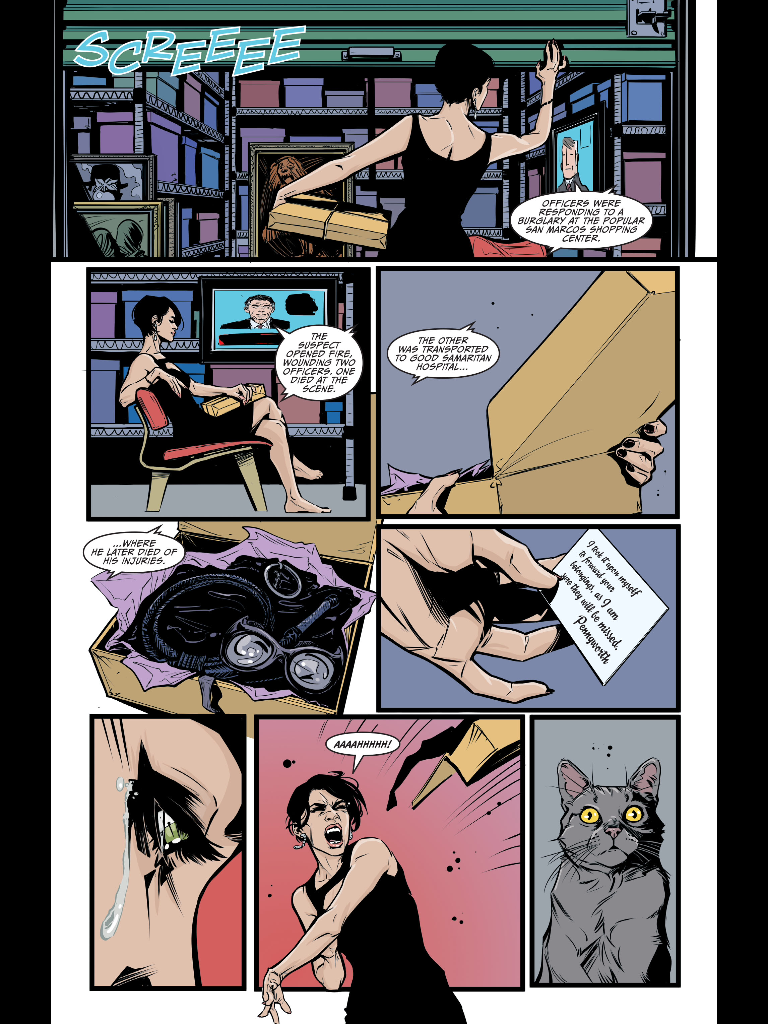 SCREEEE
OFFICERS WERE
RESPONDING TO A
BURGLARY AT THE POPULAR
SAN MARCOS SHOPPING
CENTER.
THE
SUSPECT
OPENED FIRE,
WOUNDING TWO
OFFICERS. ONE
DIED AT THE
SCENE.
THE OTHER
WAS TRANSPORTED
TO GOOD SAMARITAN
HOSPITAL...
...WHERE
HE LATER DIED OF
HIS INJURIES.
I took it upon myself
to forward your
belongings, as I am
sure they will be missed.
Pennyworth
AAAAHHHHH!